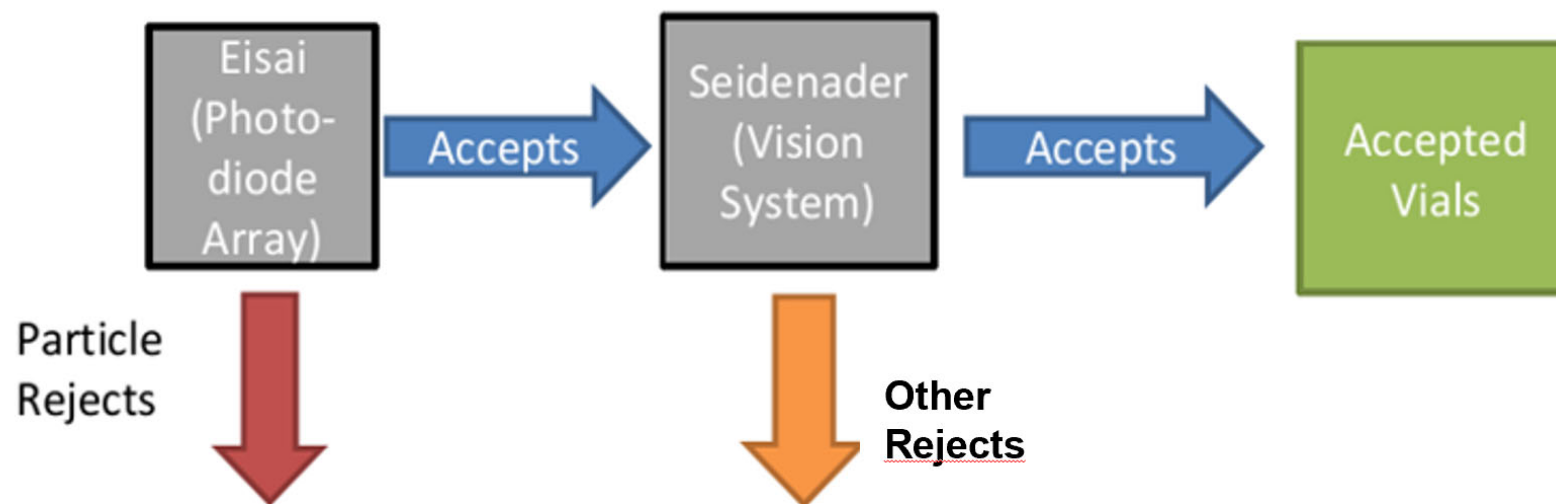 Eisai
(Photo-
diode
Array)
Accepts
Seidenader
(Vision
System)
Accepts
Accepted
Vials
Particle
Rejects
Other
Rejects